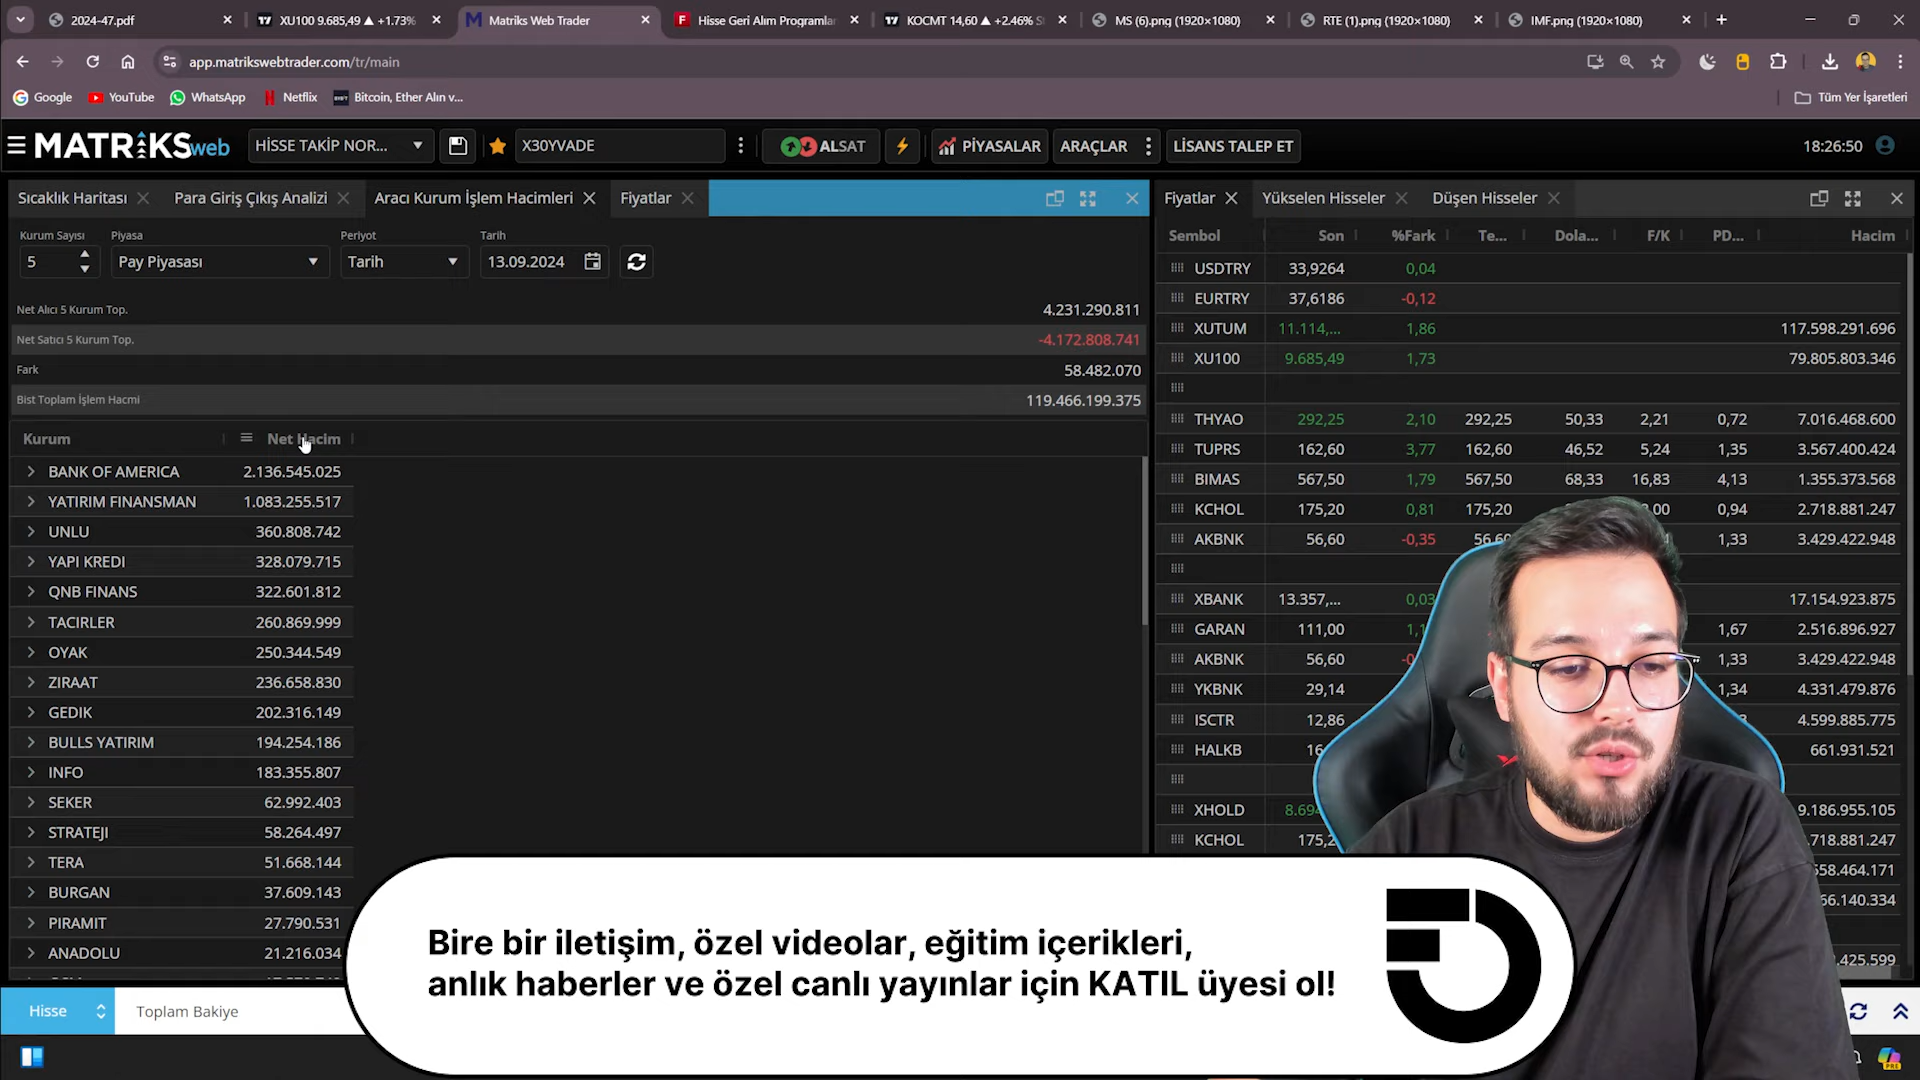 2024-47.pdf
XU100 9.685,49 ▲ +1.73%
Matriks Web Trader
Hisse Geri Alım Programlar
KOCMT 14,60 ▲ +2.46%
MS (6).png (1920×1080)
RTE (1).png (1920×1080)
IMF.png (1920×1080)
app.matrikswebtrader.com/tr/main
Google
YouTube
WhatsApp
Netflix
Bitcoin, Ether Alın v...
Tüm Yer İşaretleri
MATRIKS web
HİSSE TAKİP NOR...
X30YVADE
ALSAT
PİYASALAR
ARAÇLAR
LİSANS TALEP ET
18:26:50
Sıcaklık Haritası
Para Giriş Çıkış Analizi
Aracı Kurum İşlem Hacimleri
Fiyatlar
Kurum Sayısı Piyasa Periyot Tarih
5 Pay Piyasası Tarih 13.09.2024
Net Alıcı 5 Kurum Top. 4.231.290.811
Net Satıcı 5 Kurum Top. -4.172.808.741
Fark 58.482.070
Bist Toplam İşlem Hacmi 119.466.199.375
Kurum Net Hacim
BANK OF AMERICA 2.136.545.025
YATIRIM FINANSMAN 1.083.255.517
UNLU 360.808.742
YAPI KREDI 328.079.715
QNB FINANS 322.601.812
TACIRLER 260.869.999
OYAK 250.344.549
ZIRAAT 236.658.830
GEDIK 202.316.149
BULLS YATIRIM 194.254.186
INFO 183.355.807
SEKER 62.992.403
STRATEJI 58.264.497
TERA 51.668.144
BURGAN 37.609.143
PIRAMIT 27.790.531
ANADOLU 21.216.034
Hisse
Toplam Bakiye
Fiyatlar
Yükselen Hisseler
Düşen Hisseler
Sembol Son %Fark Te... Dola... F/K PD... Hacim
USDTRY 33,9264 0,04
EURTRY 37,6186 -0,12
XUTUM 11.114,... 1,86 117.598.291.696
XU100 9.685,49 1,73 79.805.803.346
THYAO 292,25 2,10 292,25 50,33 2,21 0,72 7.016.468.600
TUPRS 162,60 3,77 162,60 46,52 5,24 1,35 3.567.400.424
BIMAS 567,50 1,79 567,50 68,33 16,83 4,13 1.355.373.568
KCHOL 175,20 0,81 175,20 0,94 2.718.881.247
AKBNK 56,60 -0,35 56,60 1,33 3.429.422.948
XBANK 13.357,... 0,03 17.154.923.875
GARAN 111,00 1,67 2.516.896.927
AKBNK 56,60 1,33 3.429.422.948
YKBNK 29,14 1,34 4.331.479.876
ISCTR 12,86 4.599.885.775
HALKB 661.931.521
XHOLD 9.186.955.105
KCHOL
Bire bir iletişim, özel videolar, eğitim içerikleri,
anlık haberler ve özel canlı yayınlar için KATIL üyesi ol!